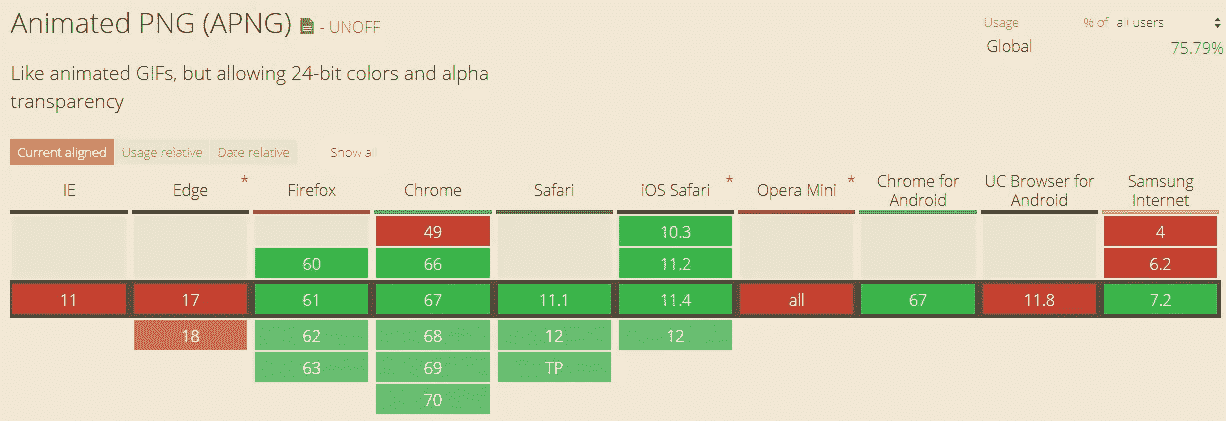 Animated PNG (APNG) - UNOFF
Usage % of all users
Global 75.79%
Like animated GIFs, but allowing 24-bit colors and alpha
transparency
Current aligned Usage relative Date relative Show all
IE Edge * Firefox Chrome Safari iOS Safari * Opera Mini * Chrome for Android UC Browser for Android Samsung Internet
49 10.3 4
60 66 11.2 6.2
11 17 61 67 11.1 11.4 all 67 11.8 7.2
18 62 68 12 12
63 69 TP
70